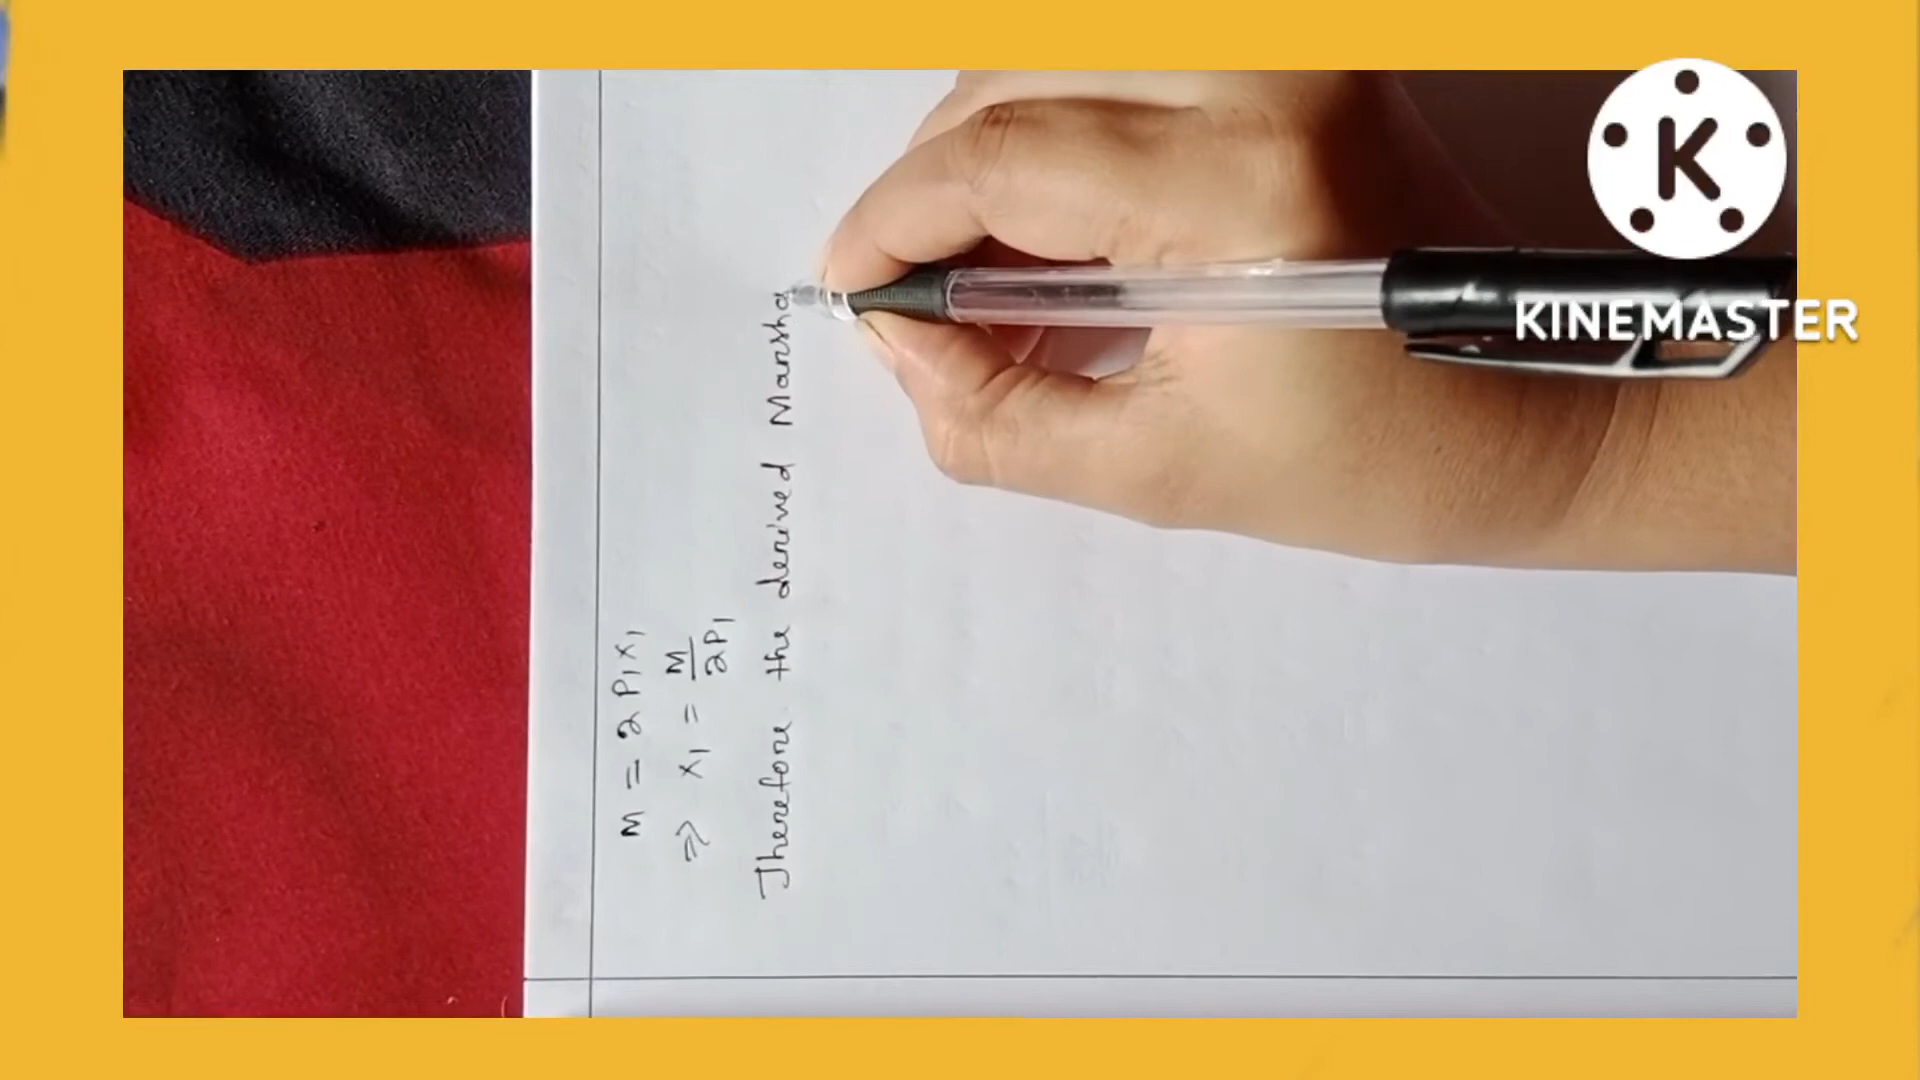 M = 2P₁x₁
⇒ x₁ = M/2P₁
Therefore the derived Marsha
K
KINEMASTER